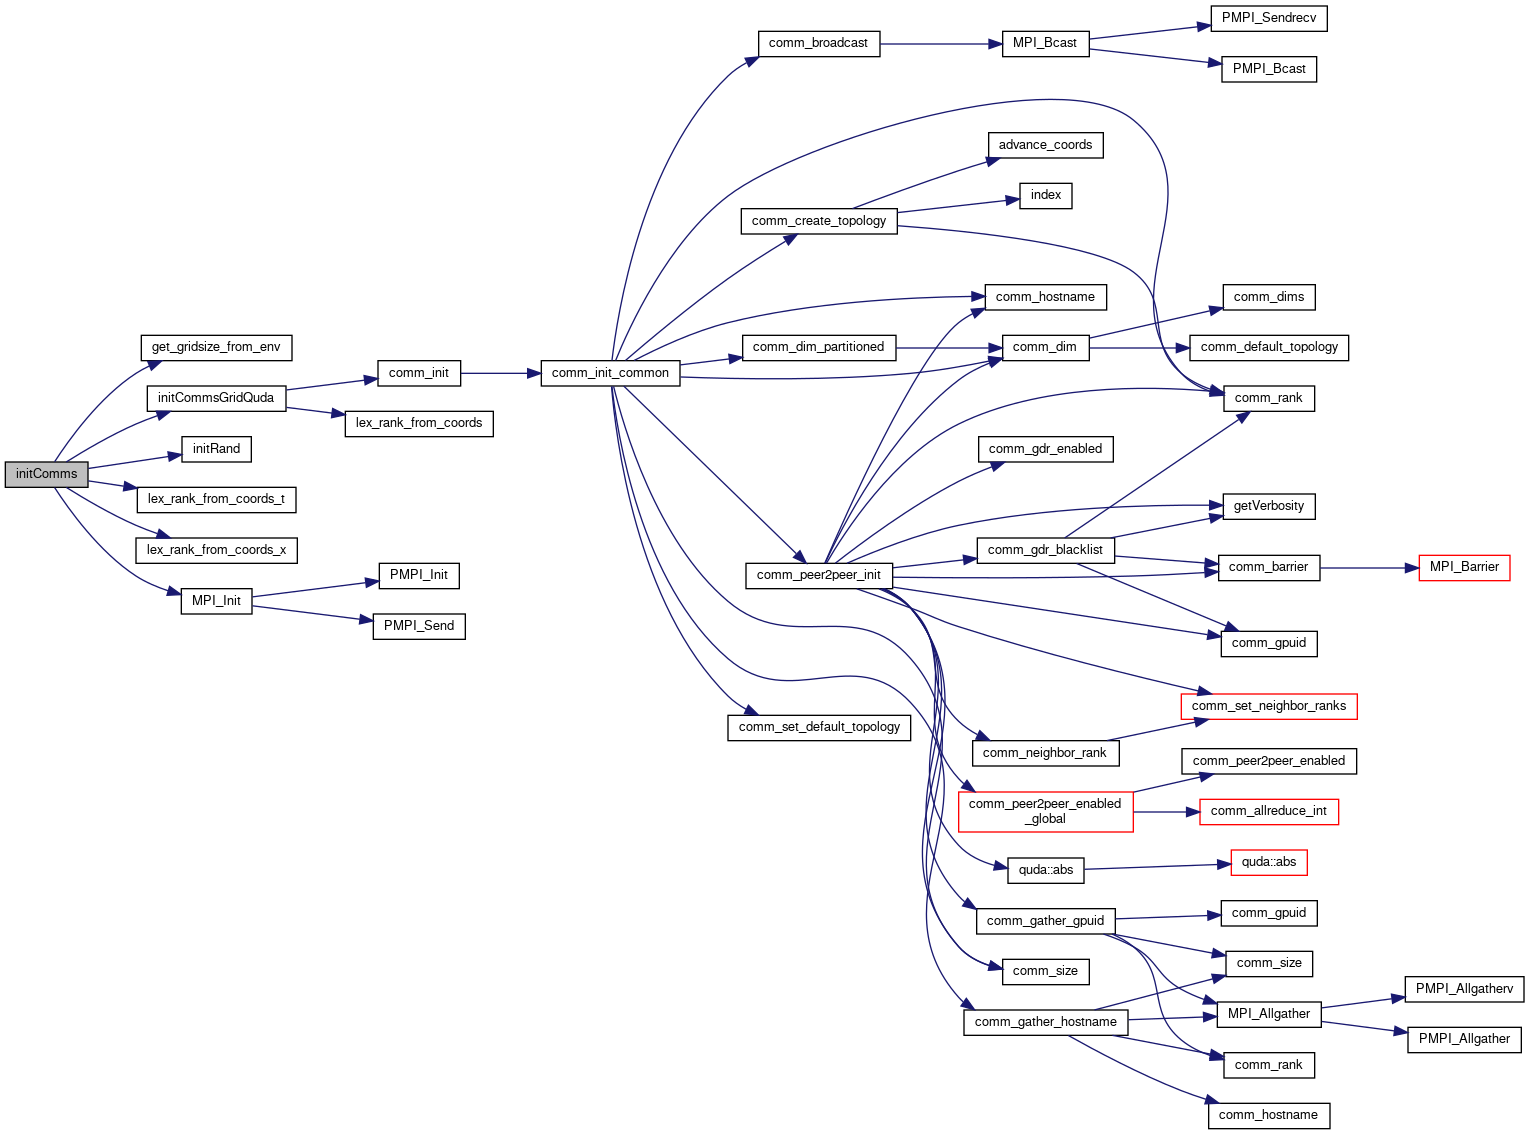 initComms
get_gridsize_from_env
initCommsGridQuda
initRand
lex_rank_from_coords_t
lex_rank_from_coords_x
MPI_Init
comm_init
lex_rank_from_coords
PMPI_Init
PMPI_Send
comm_init_common
comm_broadcast
comm_create_topology
comm_dim_partitioned
comm_peer2peer_init
comm_set_default_topology
MPI_Bcast
advance_coords
index
comm_hostname
comm_dim
comm_gdr_enabled
comm_gdr_blacklist
comm_neighbor_rank
comm_peer2peer_enabled
_global
quda::abs
comm_gather_gpuid
comm_size
comm_gather_hostname
PMPI_Sendrecv
PMPI_Bcast
comm_dims
comm_default_topology
comm_rank
getVerbosity
comm_barrier
comm_gpuid
comm_set_neighbor_ranks
comm_peer2peer_enabled
comm_allreduce_int
quda::abs
comm_gpuid
comm_size
MPI_Allgather
comm_rank
comm_hostname
MPI_Barrier
PMPI_Allgatherv
PMPI_Allgather